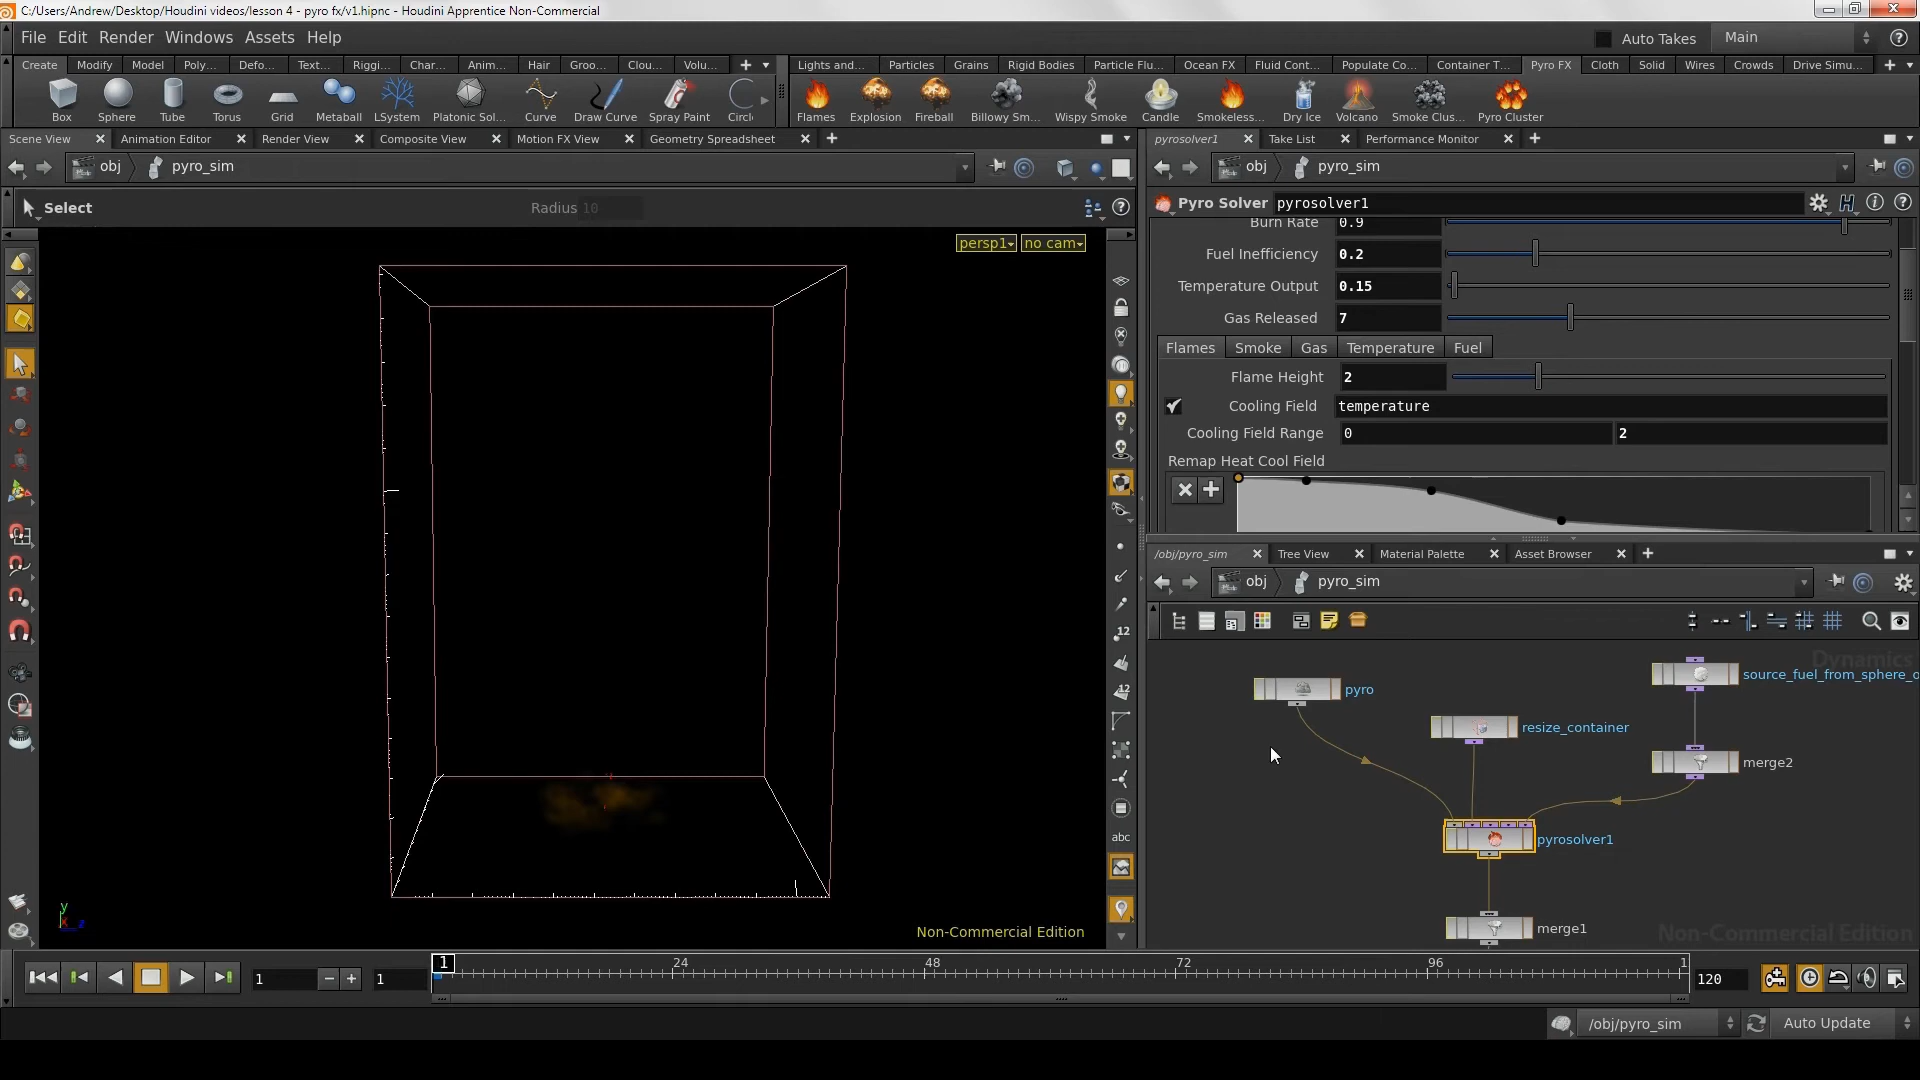 C:/Users/Andrew/Desktop/Houdini videos/lesson 4 - pyro fx/v1.hipnc - Houdini Apprentice Non-Commercial
File Edit Render Windows Assets Help
Auto Takes Main
Create Modify Model Poly... Defo... Text... Riggi... Char... Anim... Hair Groo... Clou... Volu...
Lights and... Particles Grains Rigid Bodies Particle Flu... Ocean FX Fluid Cont... Populate Co... Container T... Pyro FX Cloth Solid Wires Crowds Drive Simu...
Box Sphere Tube Torus Grid Metaball LSystem Platonic Sol... Curve Draw Curve Spray Paint Circl
Flames Explosion Fireball Billowy Sm... Wispy Smoke Candle Smokeless... Dry Ice Volcano Smoke Clus... Pyro Cluster
Scene View Animation Editor Render View Composite View Motion FX View Geometry Spreadsheet
pyrosolver1 Take List Performance Monitor
obj pyro_sim
obj pyro_sim
Select Radius 10
Pyro Solver pyrosolver1
persp1 no cam
Burn Rate 0.9
Fuel Inefficiency 0.2
Temperature Output 0.15
Gas Released 7
Flames Smoke Gas Temperature Fuel
Flame Height 2
Cooling Field temperature
Cooling Field Range 0 2
Remap Heat Cool Field
/obj/pyro_sim Tree View Material Palette Asset Browser
obj pyro_sim
12
12
abc
Dynamics
source_fuel_from_sphere_o
pyro
resize_container
merge2
pyrosolver1
merge1
Non-Commercial Edition
y
x z
Non-Commercial Edition
1 1 1 24 48 72 96 1 120
/obj/pyro_sim Auto Update